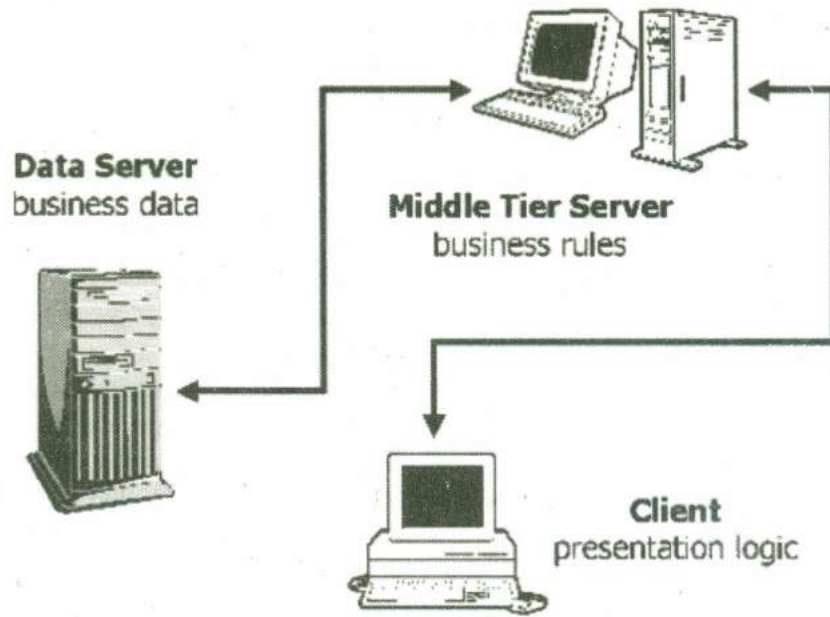 Data Server
business data
Middle Tier Server
business rules
Client
presentation logic